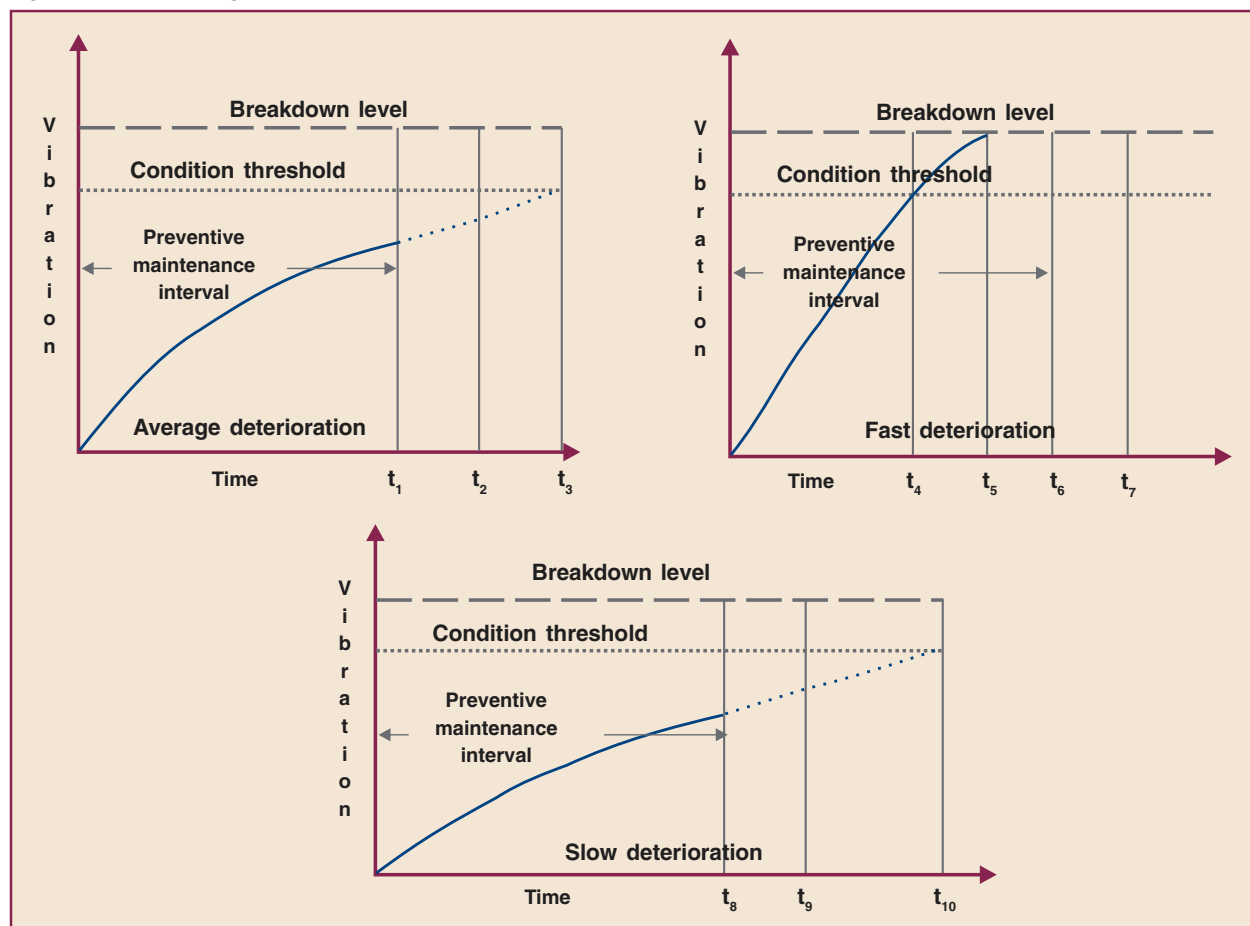 Breakdown level
Condition threshold
Vibration
Preventive
maintenance
interval
Average deterioration
Time
t₁
t₂
t₃
Breakdown level
Condition threshold
Vibration
Preventive
maintenance
interval
Fast deterioration
Time
t₄
t₅
t₆
t₇
Breakdown level
Condition threshold
Vibration
Preventive
maintenance
interval
Slow deterioration
Time
t₈
t₉
t₁₀